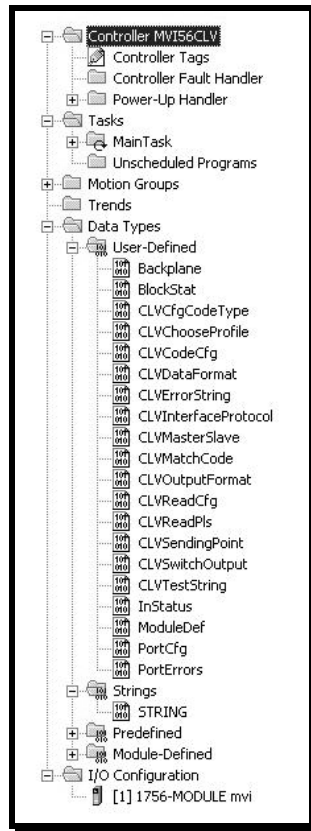 Controller MVI56CLV
Controller Tags
Controller Fault Handler
Power-Up Handler
Tasks
MainTask
Unscheduled Programs
Motion Groups
Trends
Data Types
User-Defined
Backplane
BlockStat
CLVCfgCodeType
CLVChooseProfile
CLVCodeCfg
CLVDataFormat
CLVErrorString
CLVInterfaceProtocol
CLVMasterSlave
CLVMatchCode
CLVOutputFormat
CLVReadCfg
CLVReadPls
CLVSendingPoint
CLVSwitchOutput
CLVTestString
InStatus
ModuleDef
PortCfg
PortErrors
Strings
STRING
Predefined
Module-Defined
I/O Configuration
[1] 1756-MODULE mvi